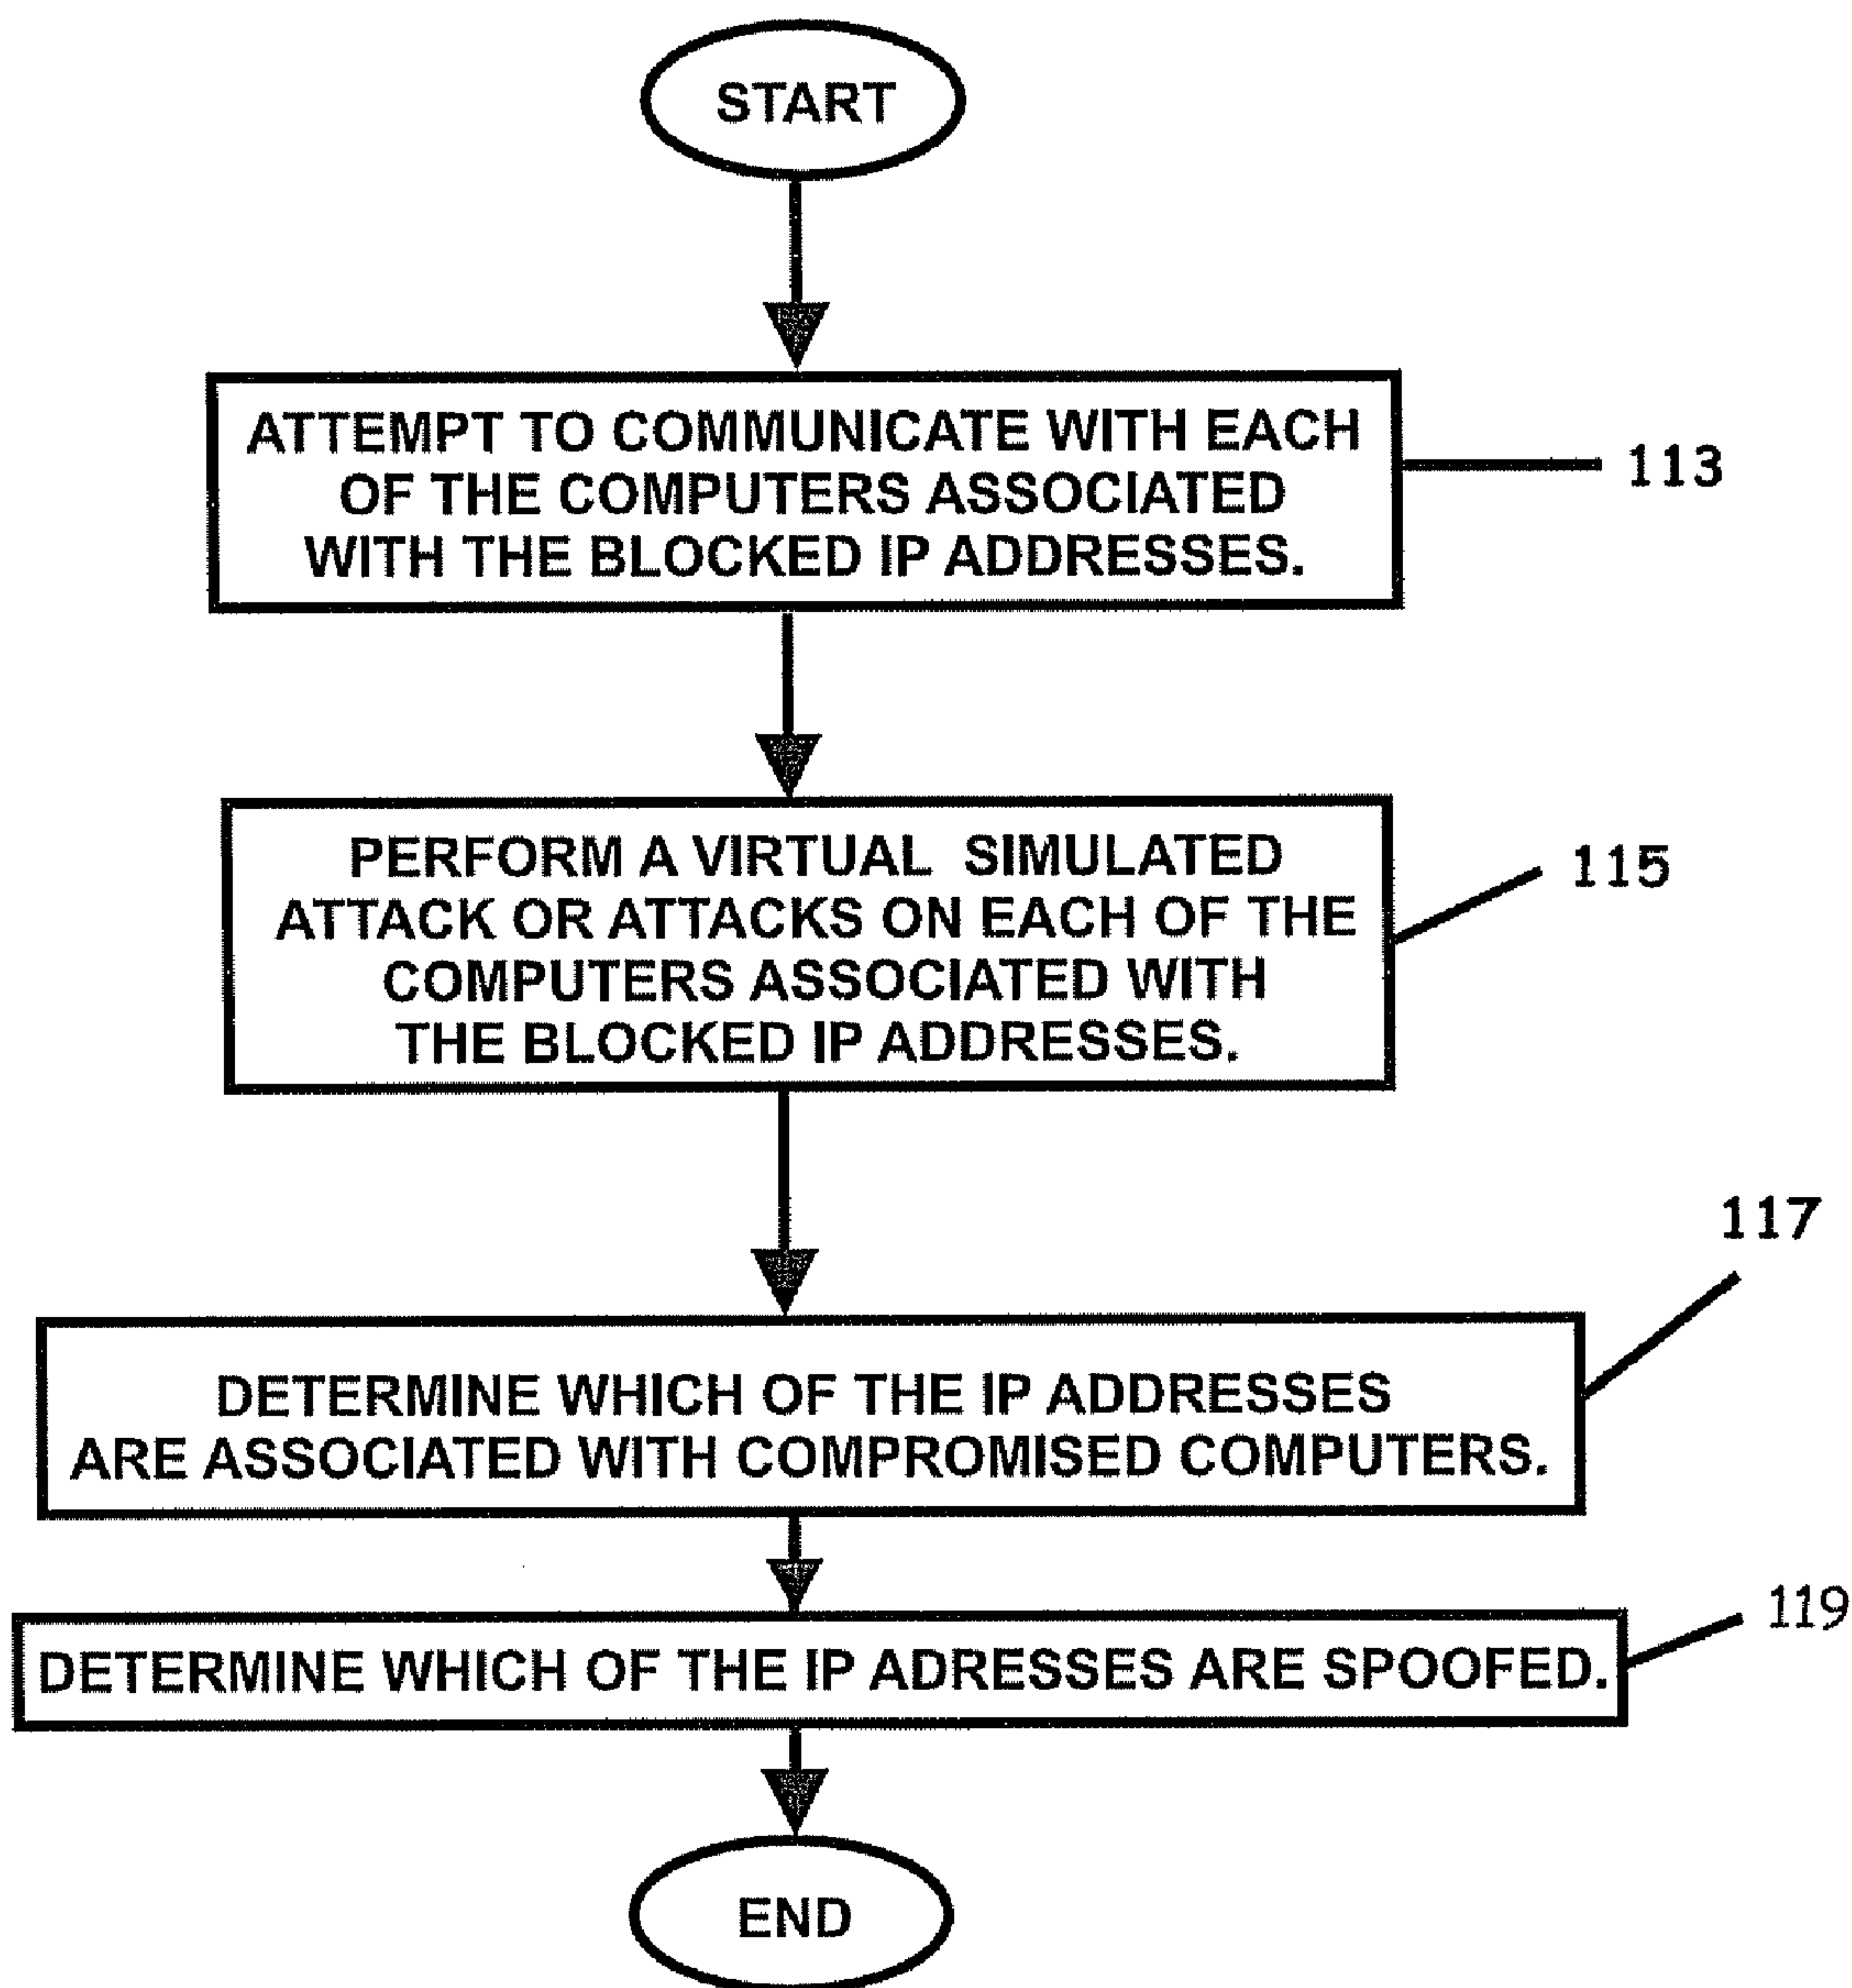 START
ATTEMPT TO COMMUNICATE WITH EACH
OF THE COMPUTERS ASSOCIATED
WITH THE BLOCKED IP ADDRESSES.
113
PERFORM A VIRTUAL SIMULATED
ATTACK OR ATTACKS ON EACH OF THE
COMPUTERS ASSOCIATED WITH
THE BLOCKED IP ADDRESSES.
115
117
DETERMINE WHICH OF THE IP ADDRESSES
ARE ASSOCIATED WITH COMPROMISED COMPUTERS.
119
DETERMINE WHICH OF THE IP ADRESSES ARE SPOOFED.
END